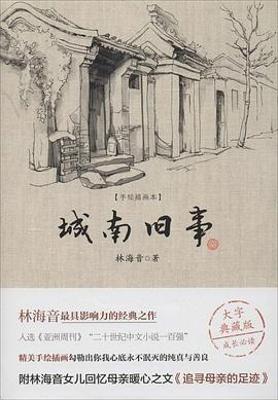 【手绘插画本】
城南旧事
林海音◎著
林海音最具影响力的经典之作
入选《亚洲周刊》“二十世纪中文小说一百强”
精美手绘插画勾勒出你我心底永不泯灭的纯真与善良
附林海音女儿回忆母亲暖心之文《追寻母亲的足迹》
大字
典藏版
成长必读